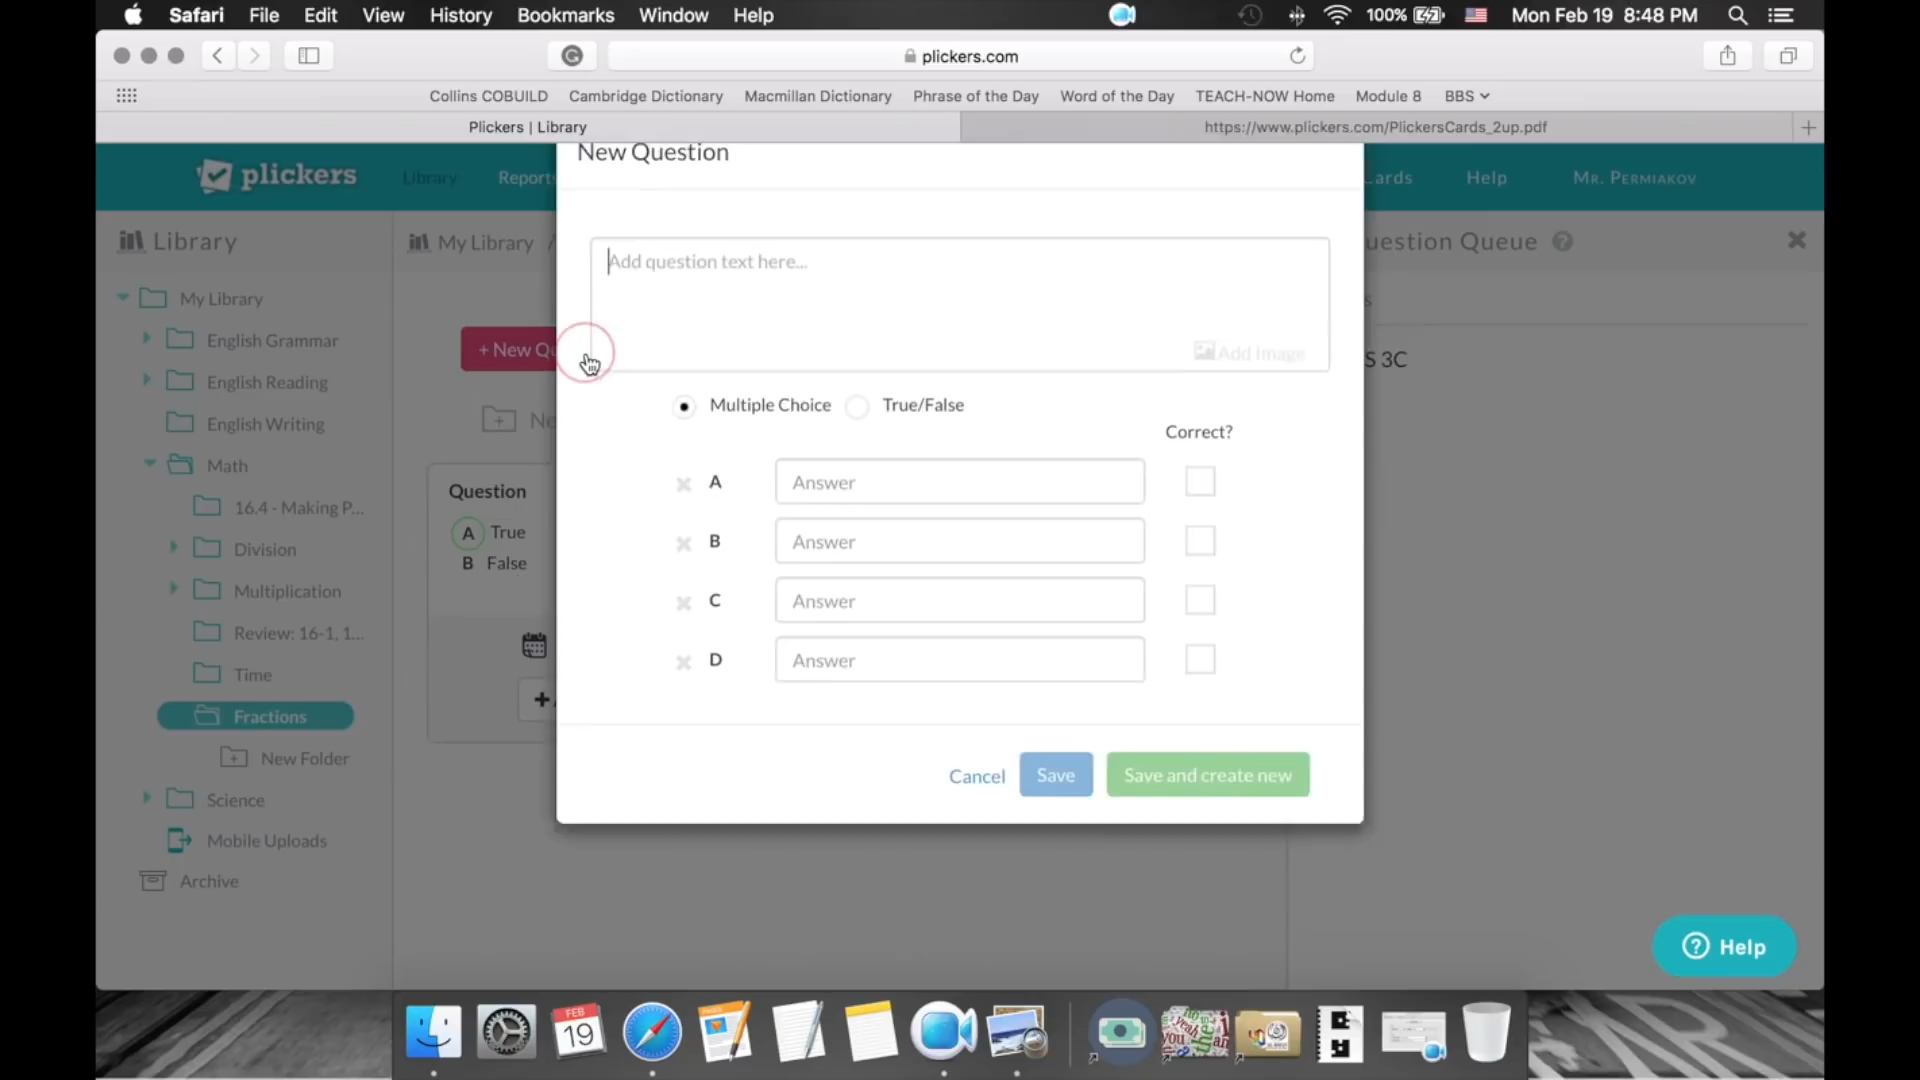 Safari File Edit View History Bookmarks Window Help 100% Mon Feb 19 8:48 PM
plickers.com
Collins COBUILD Cambridge Dictionary Macmillan Dictionary Phrase of the Day Word of the Day TEACH-NOW Home Module 8 BBS
Plickers | Library https://www.plickers.com/PlickersCards_2up.pdf
New Question
plickers Library Reports Cards Help MR. PERMIAKOV
Library My Library / uestion Queue
Add question text here...
My Library
English Grammar
+ New Qu
Add Image
S 3C
English Reading
Multiple Choice True/False
English Writing
Ne
Correct?
Math
Question
A Answer
16.4 - Making P...
A True
B Answer
Division
B False
Multiplication
C Answer
Review: 16-1, 1...
D Answer
Time
Fractions
New Folder
Cancel Save Save and create new
Science
Mobile Uploads
Archive
Help
FEB
19